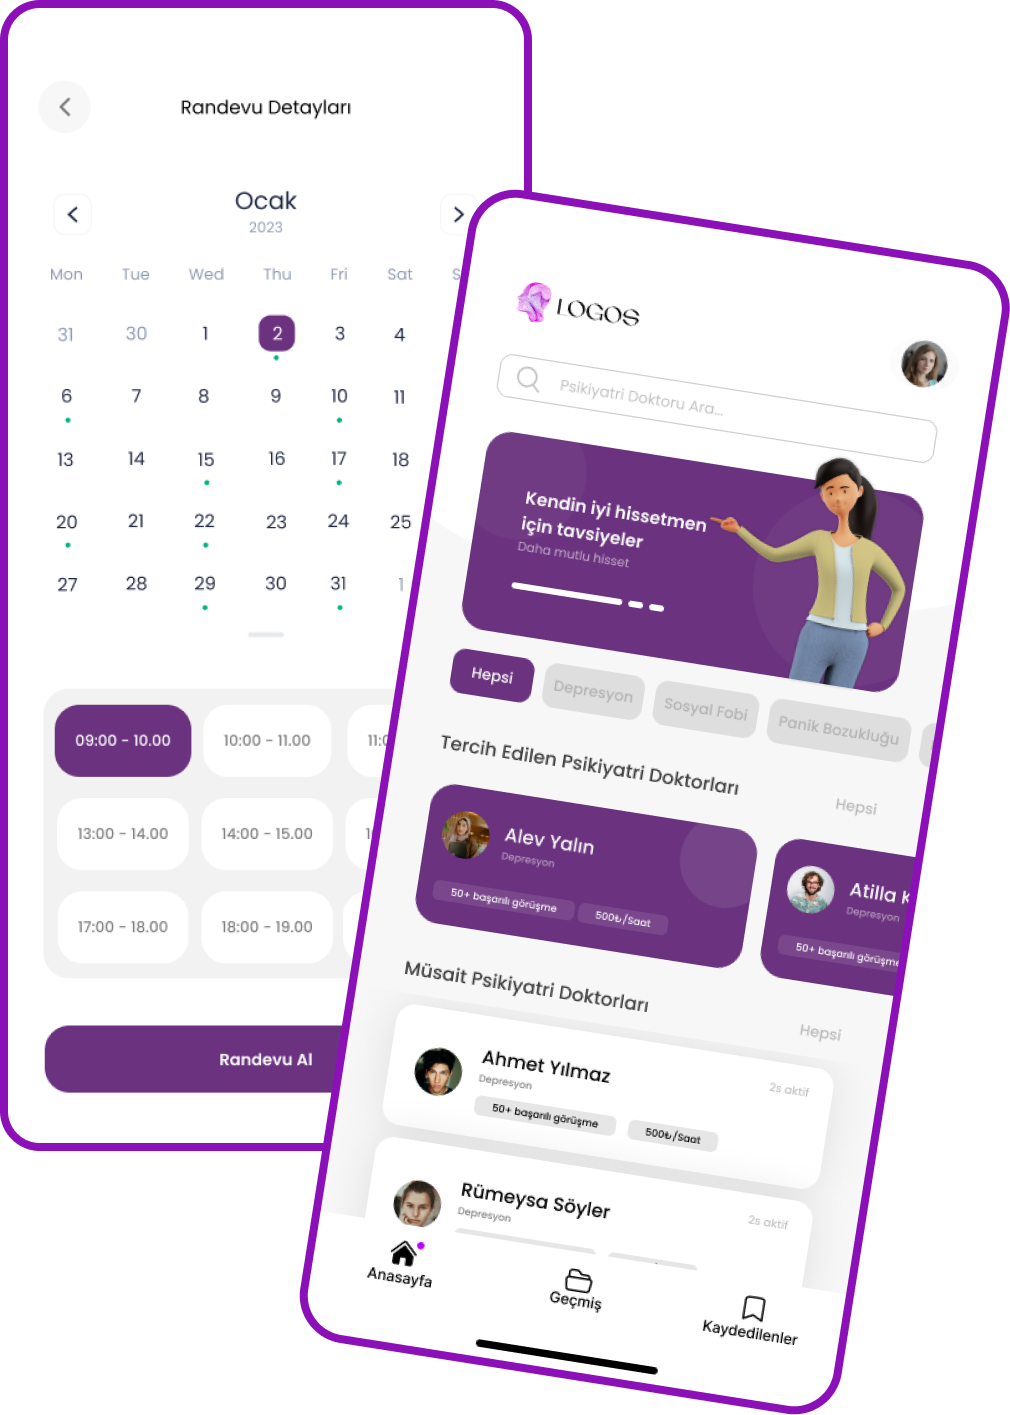 Randevu Detayları
Ocak
2023
Mon Tue Wed Thu Fri Sat S
31 30 1 2 3 4
6 7 8 9 10 11
13 14 15 16 17 18
20 21 22 23 24 25
27 28 29 30 31 1
09:00 - 10.00 10:00 - 11.00 11:0
13:00 - 14.00 14:00 - 15.00
17:00 - 18.00 18:00 - 19.00
Randevu Al
LOGOS
Psikiyatri Doktoru Ara...
Kendin iyi hissetmen
için tavsiyeler
Daha mutlu hisset
Hepsi Depresyon Sosyal Fobi Panik Bozukluğu
Tercih Edilen Psikiyatri Doktorları
Hepsi
Alev Yalın
Depresyon
50+ başarılı görüşme 500₺/Saat
Atilla K
Depresyon
50+ başarılı görüşme
Müsait Psikiyatri Doktorları
Hepsi
Ahmet Yılmaz
2s aktif
Depresyon
50+ başarılı görüşme 500₺/Saat
Rümeysa Söyler
2s aktif
Depresyon
Anasayfa
Geçmiş
Kaydedilenler